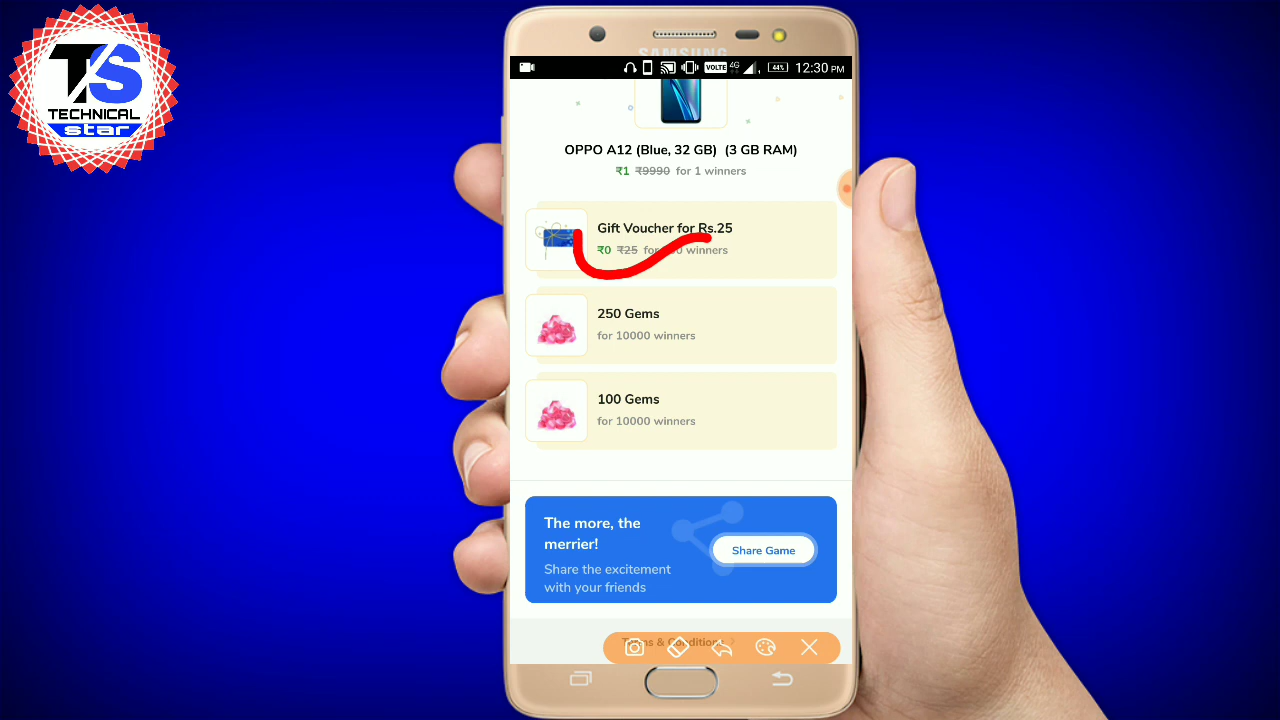 TS
TECHNICAL
star
SAMSUNG
VOLTE 4G 44% 12:30 PM
OPPO A12 (Blue, 32 GB) (3 GB RAM)
₹1 ₹9990 for 1 winners
Gift Voucher for Rs.25
₹0 ₹25 for winners
250 Gems
for 10000 winners
100 Gems
for 10000 winners
The more, the
merrier!
Share Game
Share the excitement
with your friends
Terms & Conditions ?